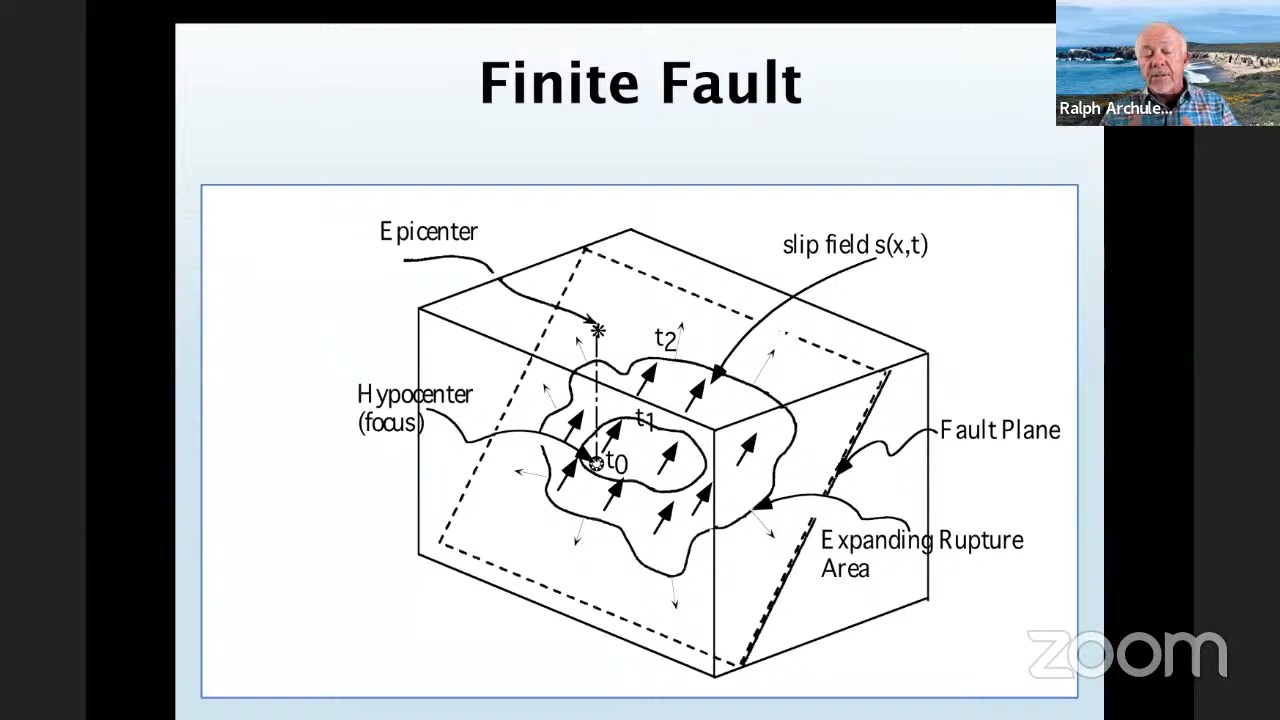 Finite Fault
Ralph Archule...
Epicenter
slip field s(x,t)
t2
Hypocenter
(focus)
t1
t0
Fault Plane
Expanding Rupture
Area
zoom